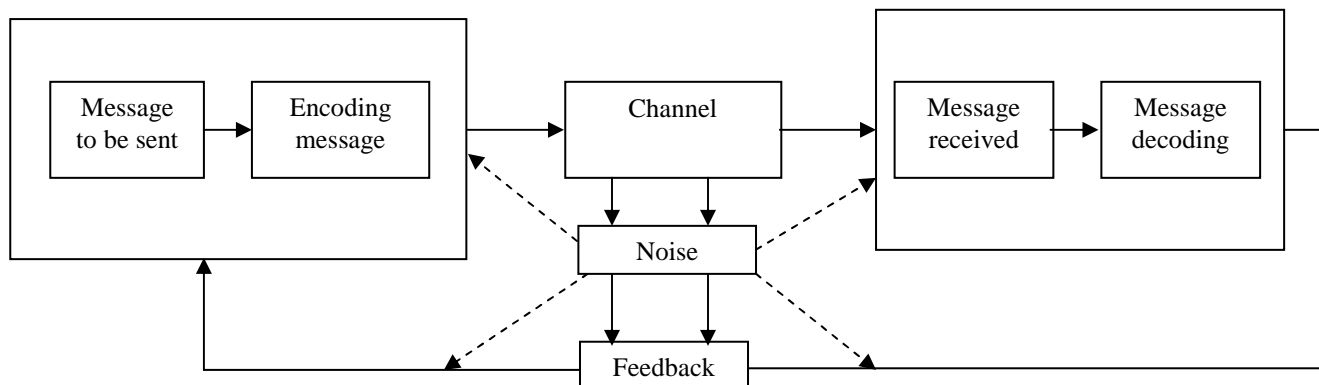 Message
to be sent
Encoding
message
Channel
Message
received
Message
decoding
Noise
Feedback